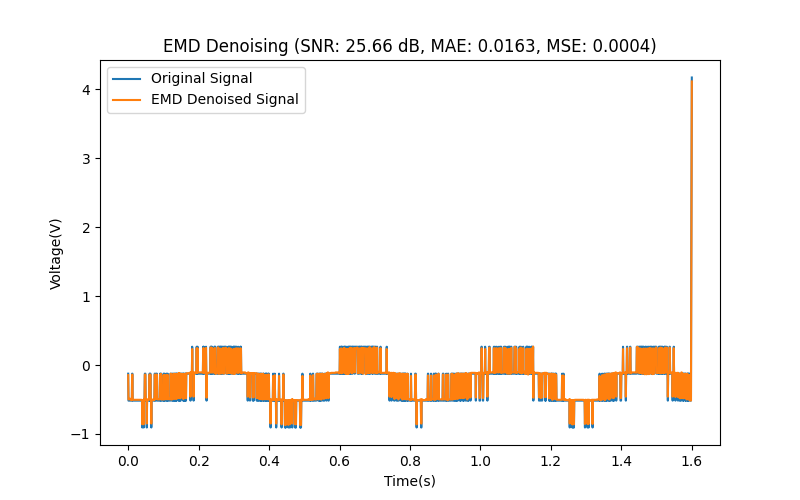 EMD Denoising (SNR: 25.66 dB, MAE: 0.0163, MSE: 0.0004)
Original Signal
EMD Denoised Signal
4
3
2
1
0
−1
Voltage(V)
0.0 0.2 0.4 0.6 0.8 1.0 1.2 1.4 1.6
Time(s)